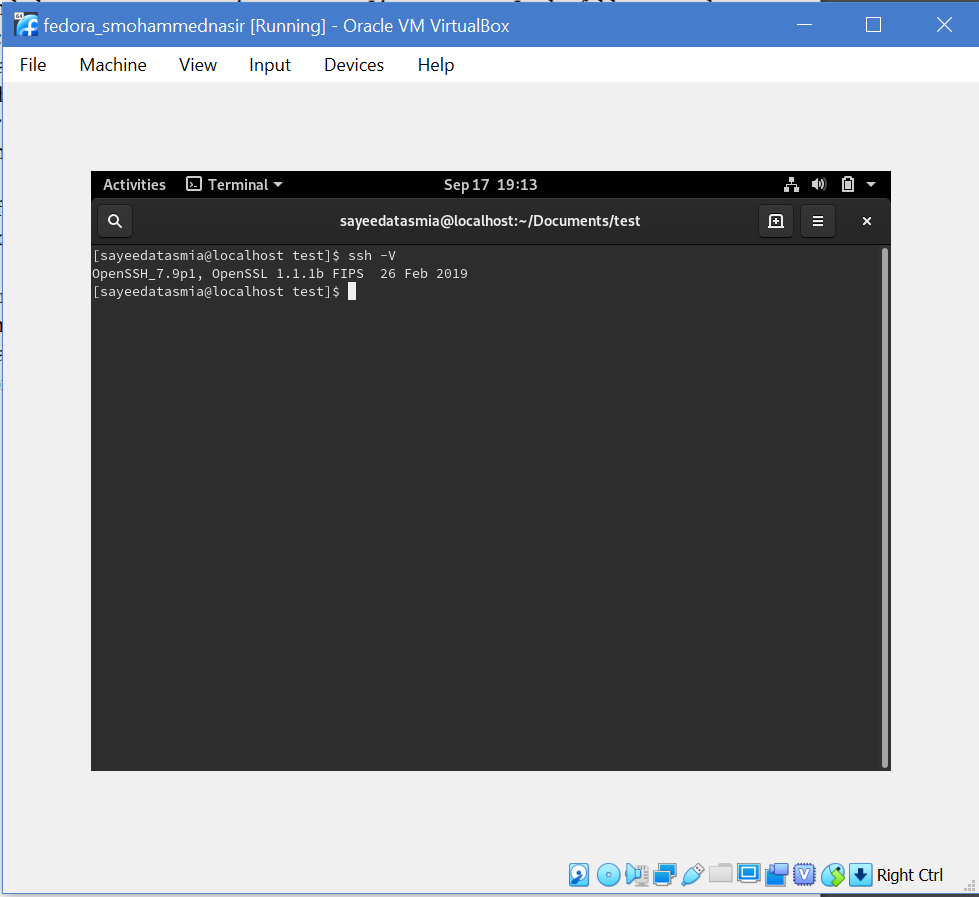 fedora_smohammednasir [Running] - Oracle VM VirtualBox
File Machine View Input Devices Help
Activities Terminal Sep 17 19:13
sayeedatasmia@localhost:~/Documents/test
[sayeedatasmia@localhost test]$ ssh -V
OpenSSH_7.9p1, OpenSSL 1.1.1b FIPS  26 Feb 2019
[sayeedatasmia@localhost test]$
Right Ctrl